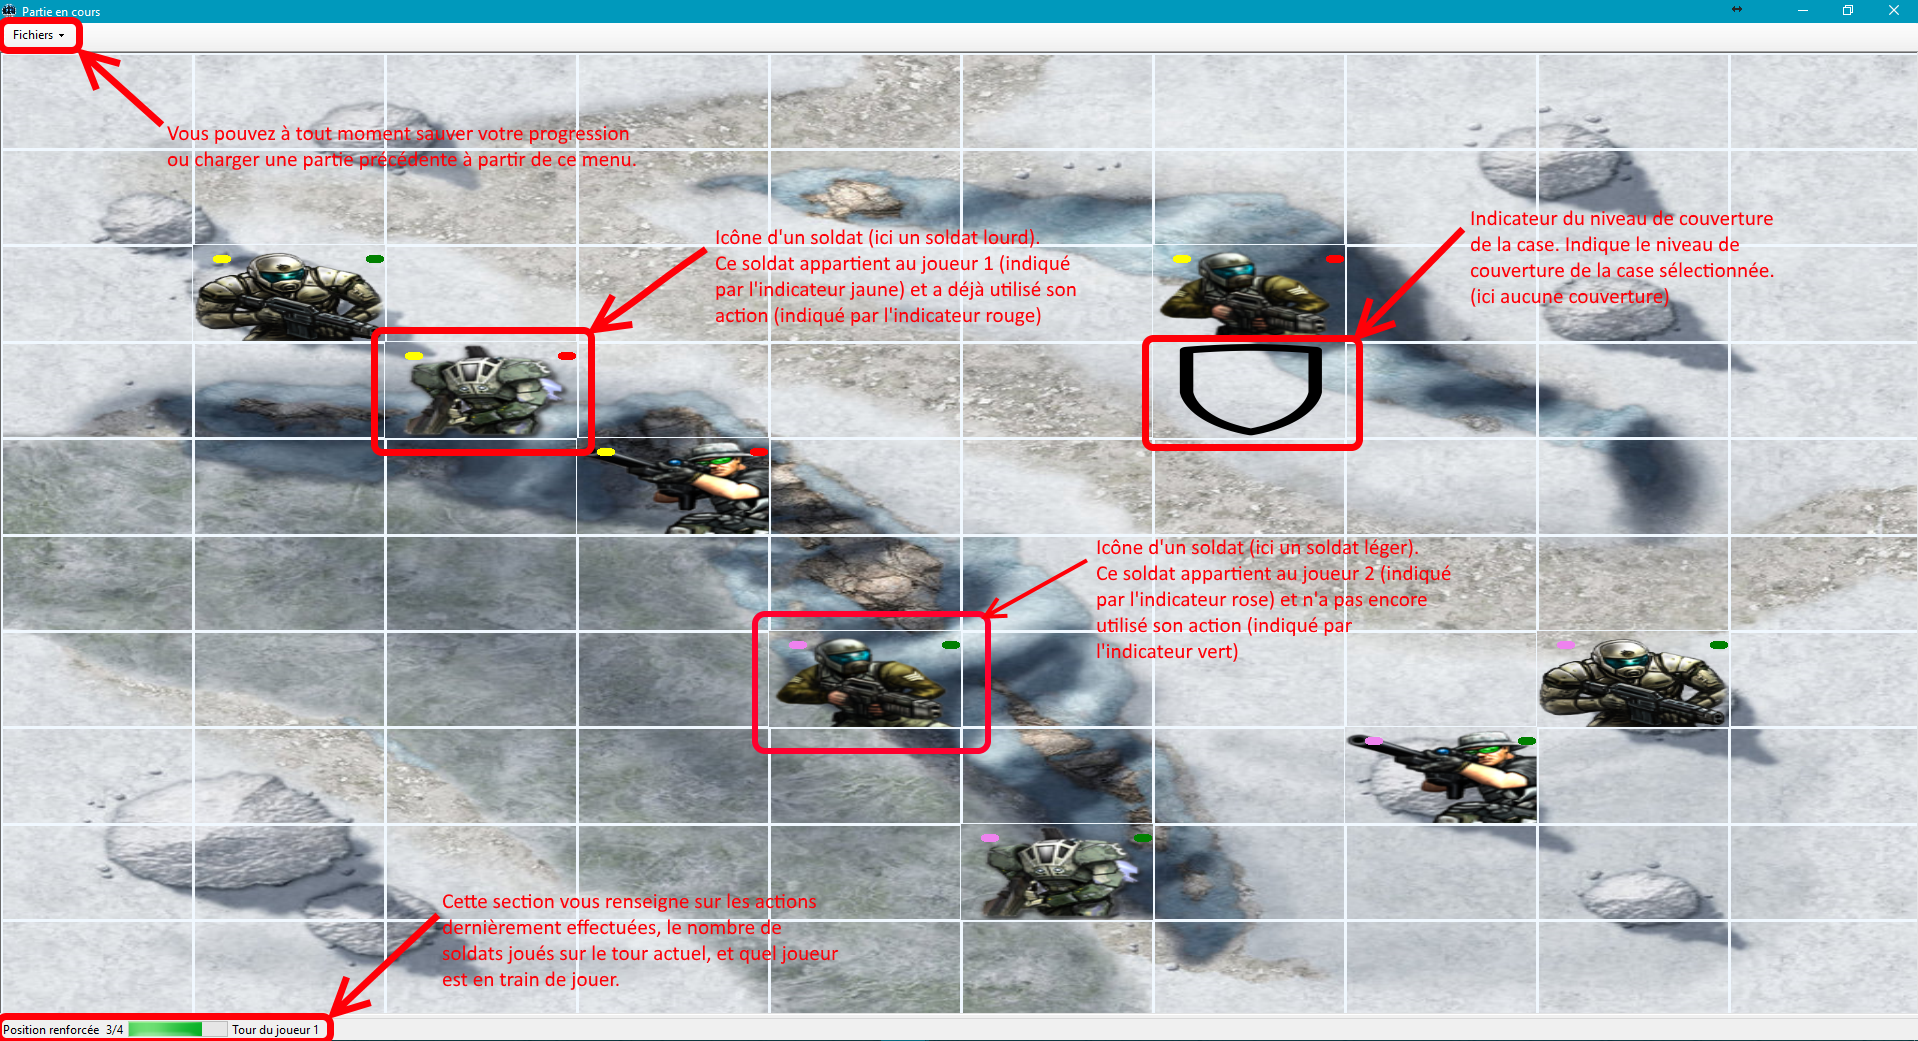 Partie en cours
Fichiers
Vous pouvez à tout moment sauver votre progression
ou charger une partie précédente à partir de ce menu.
Icône d'un soldat (ici un soldat lourd).
Ce soldat appartient au joueur 1 (indiqué
par l'indicateur jaune) et a déjà utilisé son
action (indiqué par l'indicateur rouge)
Indicateur du niveau de couverture
de la case. Indique le niveau de
couverture de la case sélectionnée.
(ici aucune couverture)
Icône d'un soldat (ici un soldat léger).
Ce soldat appartient au joueur 2 (indiqué
par l'indicateur rose) et n'a pas encore
utilisé son action (indiqué par
l'indicateur vert)
Cette section vous renseigne sur les actions
dernièrement effectuées, le nombre de
soldats joués sur le tour actuel, et quel joueur
est en train de jouer.
Position renforcée 3/4 Tour du joueur 1